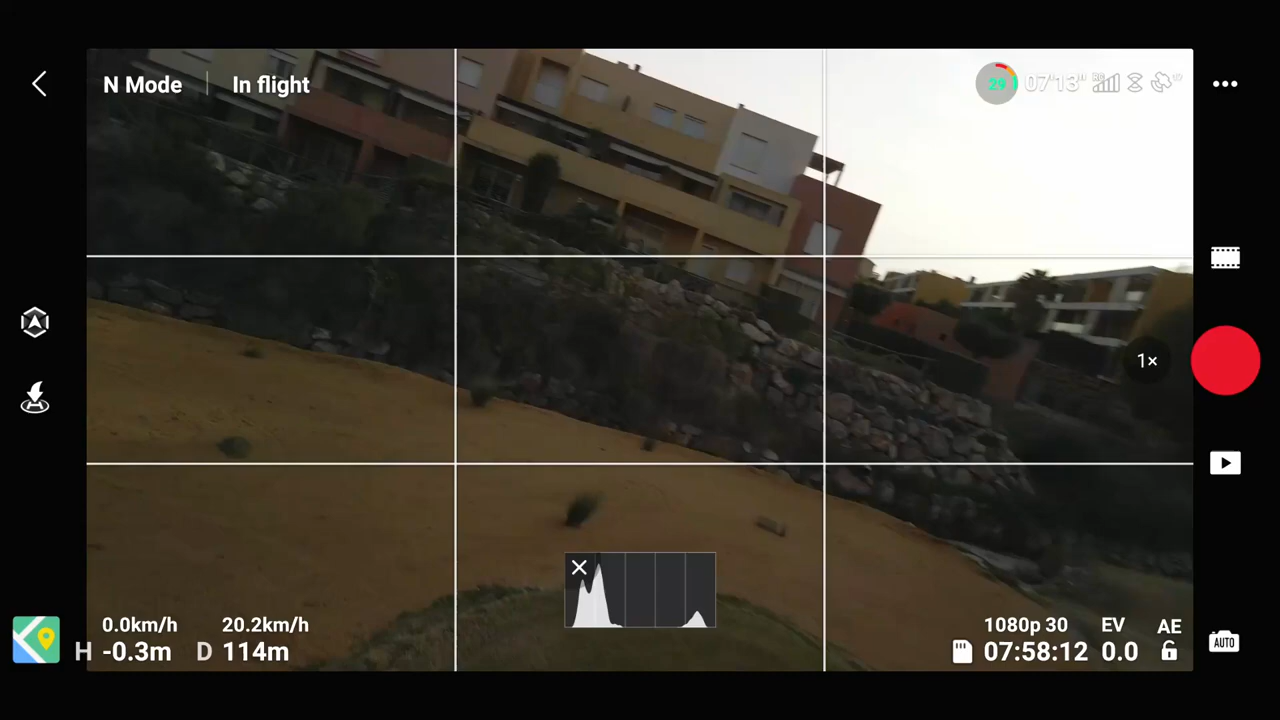 N Mode
In flight
29
07'13"
RC
1×
0.0km/h
20.2km/h
H -0.3m
D 114m
1080p 30
EV
AE
07:58:12
0.0
AUTO